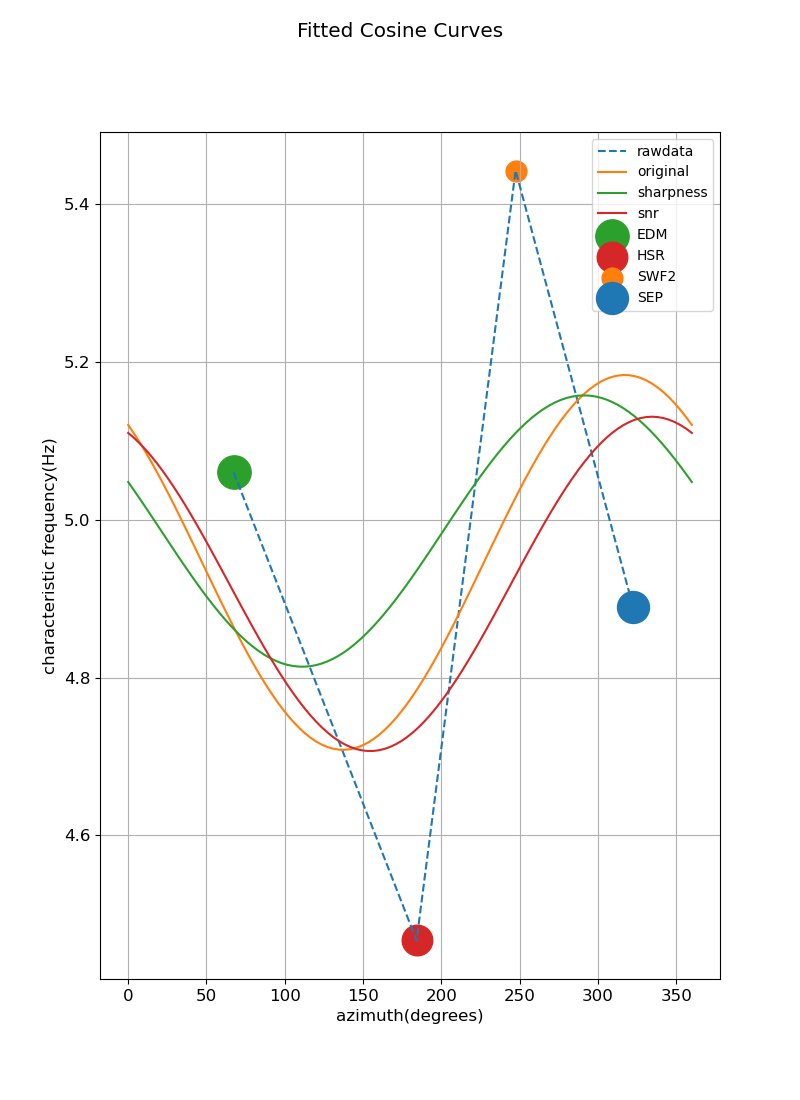 Fitted Cosine Curves
rawdata
original
sharpness
snr
EDM
HSR
SWF2
SEP
5.4
5.2
5.0
4.8
4.6
characteristic frequency(Hz)
0 50 100 150 200 250 300 350
azimuth(degrees)